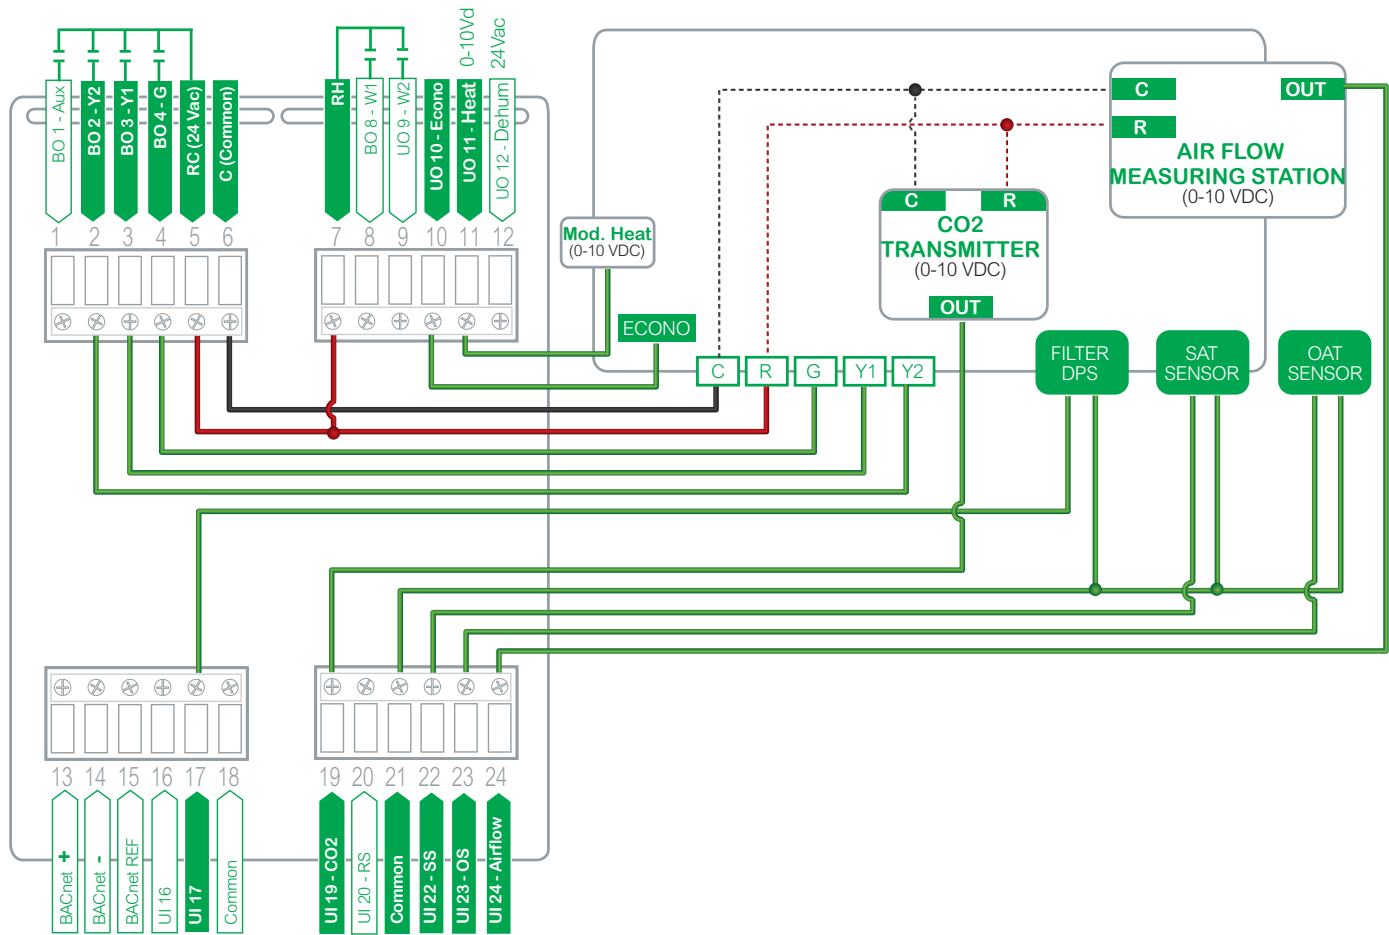 BO 1 - Aux
BO 2 - Y2
BO 3 - Y1
BO 4 - G
RC (24 Vac)
C (Common)
RH
BO 8 - W1
UO 9 - W2
UO 10 - Econo
UO 11 - Heat
UO 12 - Dehum
0-10Vd
24Vac
1
2
3
4
5
6
7
8
9
10
11
12
Mod. Heat
(0-10 VDC)
ECONO
C
R
G
Y1
Y2
C
R
OUT
AIR FLOW
MEASURING STATION
(0-10 VDC)
C
R
CO2
TRANSMITTER
(0-10 VDC)
OUT
FILTER
DPS
SAT
SENSOR
OAT
SENSOR
13
14
15
16
17
18
19
20
21
22
23
24
BACnet +
BACnet -
BACnet REF
UI 16
UI 17
Common
UI 19 - CO2
UI 20 - RS
Common
UI 22 - SS
UI 23 - OS
UI 24 - Airflow